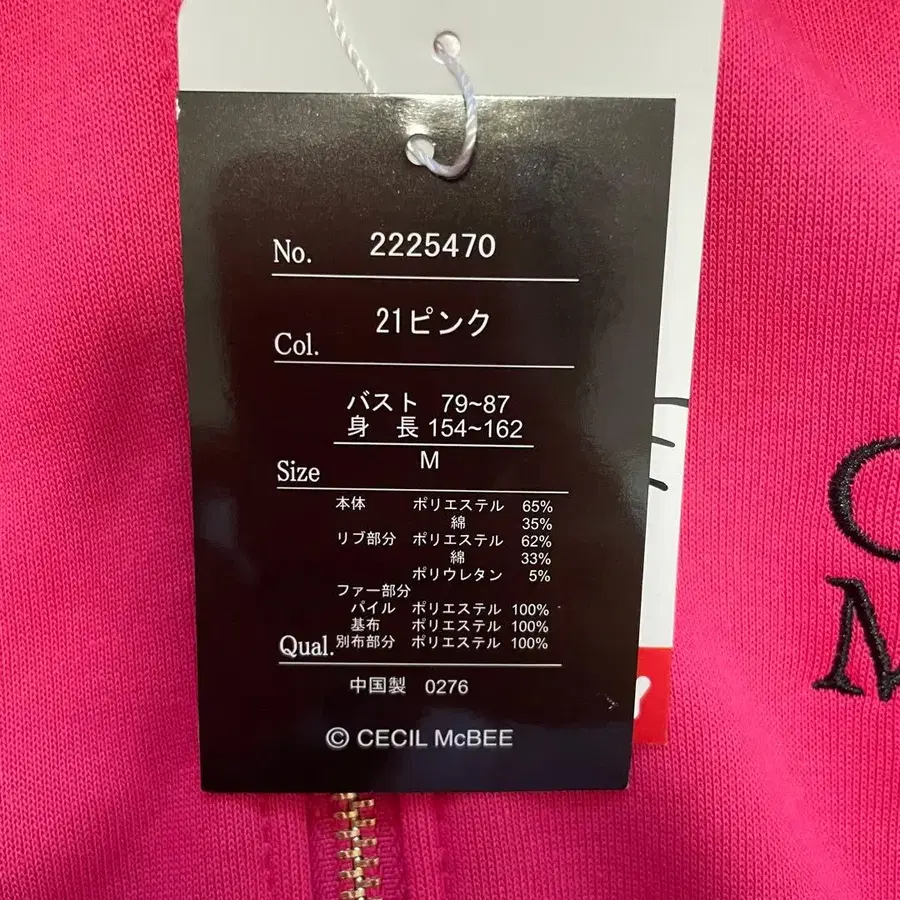 No. 2225470
Col. 21ピンク
バスト 79~87
身 長 154~162
Size M
本体 ポリエステル 65%
綿 35%
リブ部分 ポリエステル 62%
綿 33%
ポリウレタン 5%
ファー部分
パイル ポリエステル 100%
基布 ポリエステル 100%
Qual. 別布部分 ポリエステル 100%
中国製 0276
© CECIL McBEE
C
M